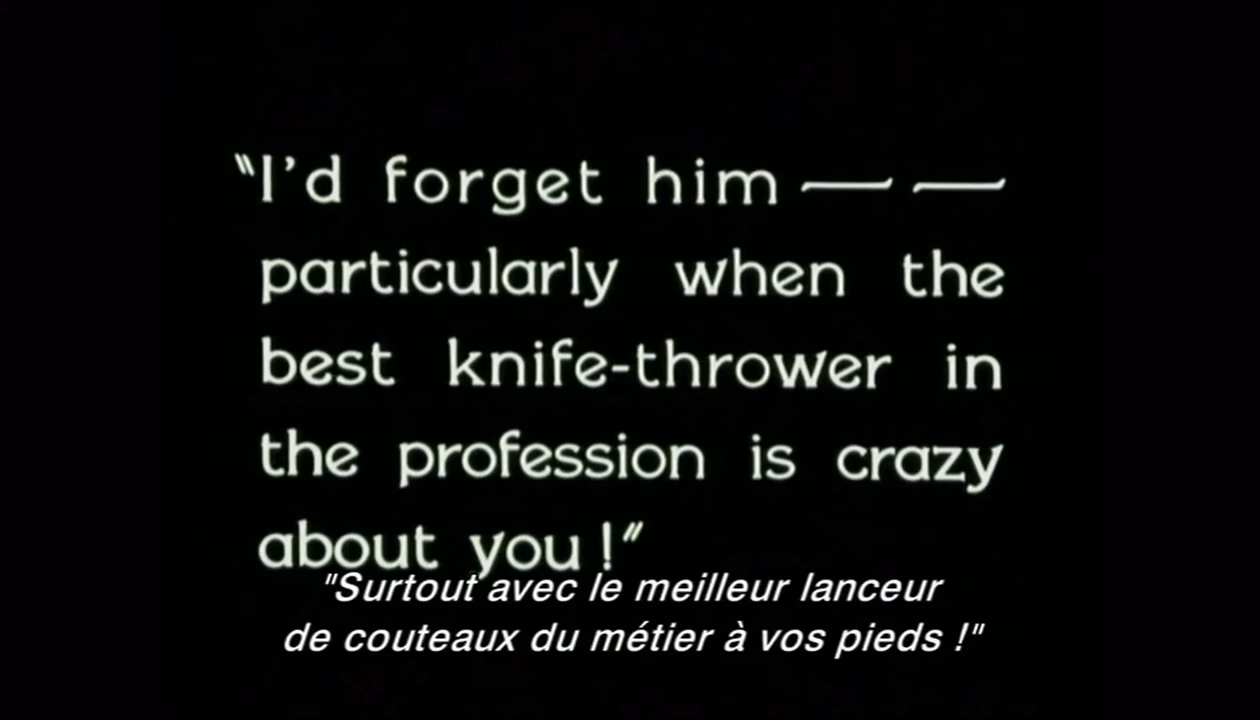 "I'd forget him — —
particularly when the
best knife-thrower in
the profession is crazy
about you!"
"Surtout avec le meilleur lanceur
de couteaux du métier à vos pieds !"